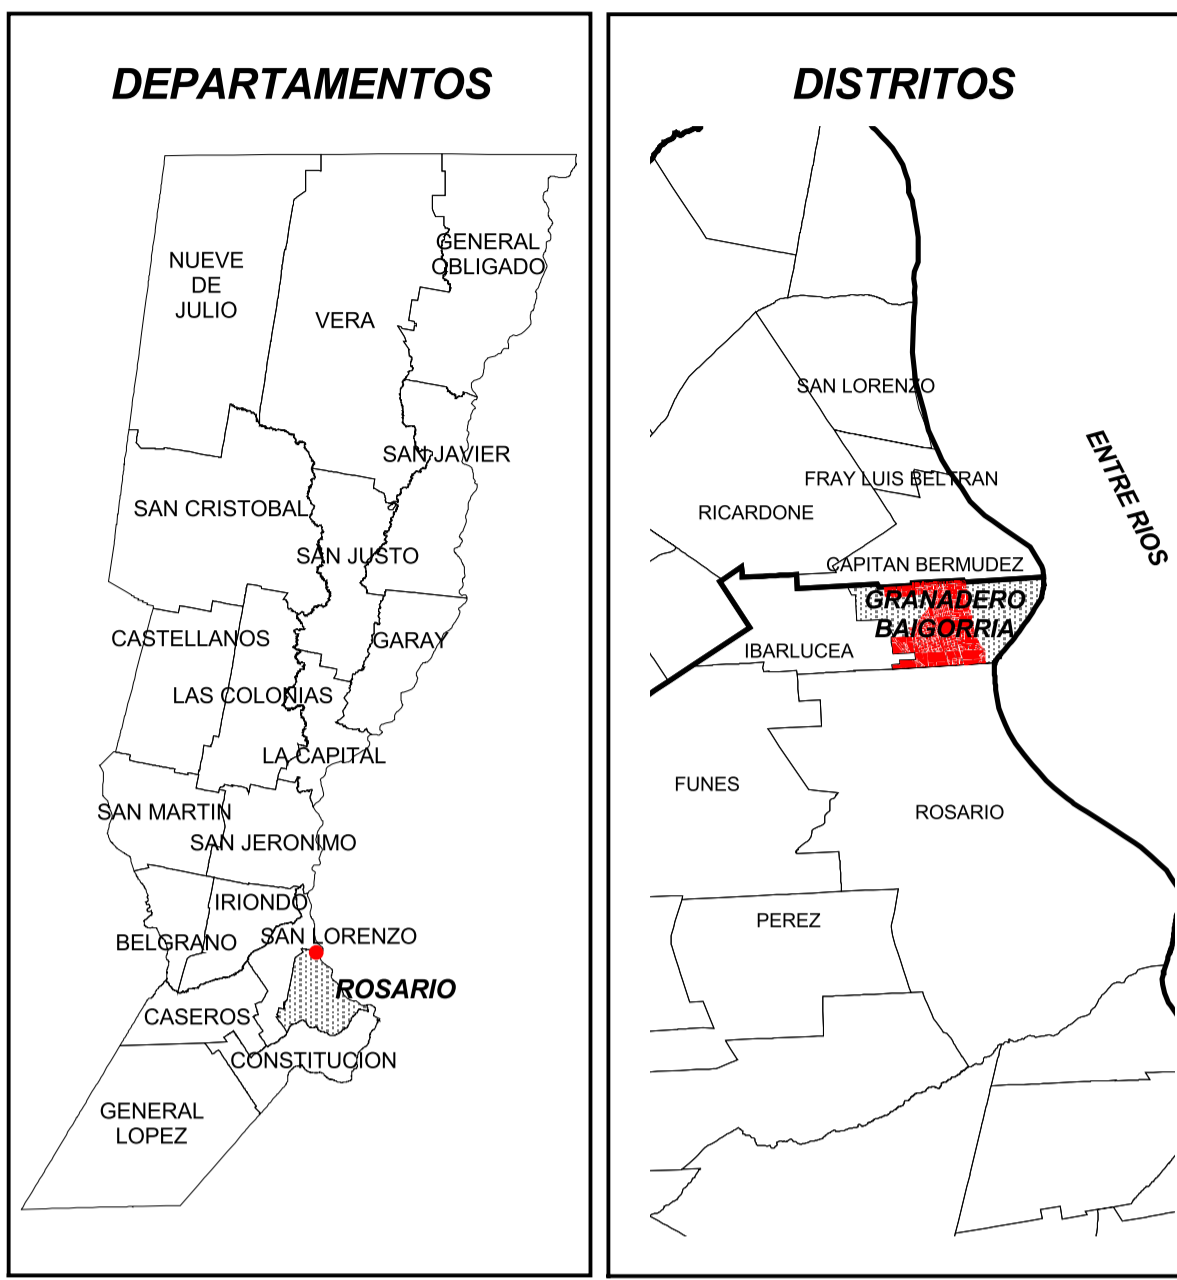 DEPARTAMENTOS
NUEVE
DE
JULIO
VERA
GENERAL
OBLIGADO
SAN JAVIER
SAN CRISTOBAL
SAN JUSTO
CASTELLANOS
GARAY
LAS COLONIAS
LA CAPITAL
SAN MARTIN
SAN JERONIMO
IRIONDO
BELGRANO
SAN LORENZO
ROSARIO
CASEROS
CONSTITUCION
GENERAL
LOPEZ
DISTRITOS
SAN LORENZO
ENTRE RIOS
FRAY LUIS BELTRAN
RICARDONE
CAPITAN BERMUDEZ
GRANADERO
BAIGORRIA
IBARLUCEA
FUNES
ROSARIO
PEREZ